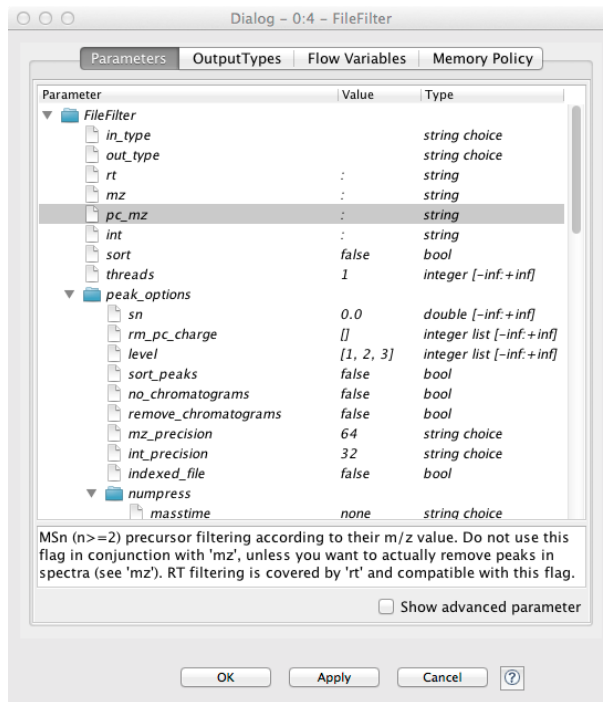 Dialog – 0:4 – FileFilter
Parameters OutputTypes Flow Variables Memory Policy
Parameter Value Type
FileFilter
in_type string choice
out_type string choice
rt : string
mz : string
pc_mz : string
int : string
sort false bool
threads 1 integer [-inf:+inf]
peak_options
sn 0.0 double [-inf:+inf]
rm_pc_charge [] integer list [-inf:+inf]
level [1, 2, 3] integer list [-inf:+inf]
sort_peaks false bool
no_chromatograms false bool
remove_chromatograms false bool
mz_precision 64 string choice
int_precision 32 string choice
indexed_file false bool
numpress
masstime none string choice
MSn (n>=2) precursor filtering according to their m/z value. Do not use this
flag in conjunction with 'mz', unless you want to actually remove peaks in
spectra (see 'mz'). RT filtering is covered by 'rt' and compatible with this flag.
Show advanced parameter
OK Apply Cancel ?